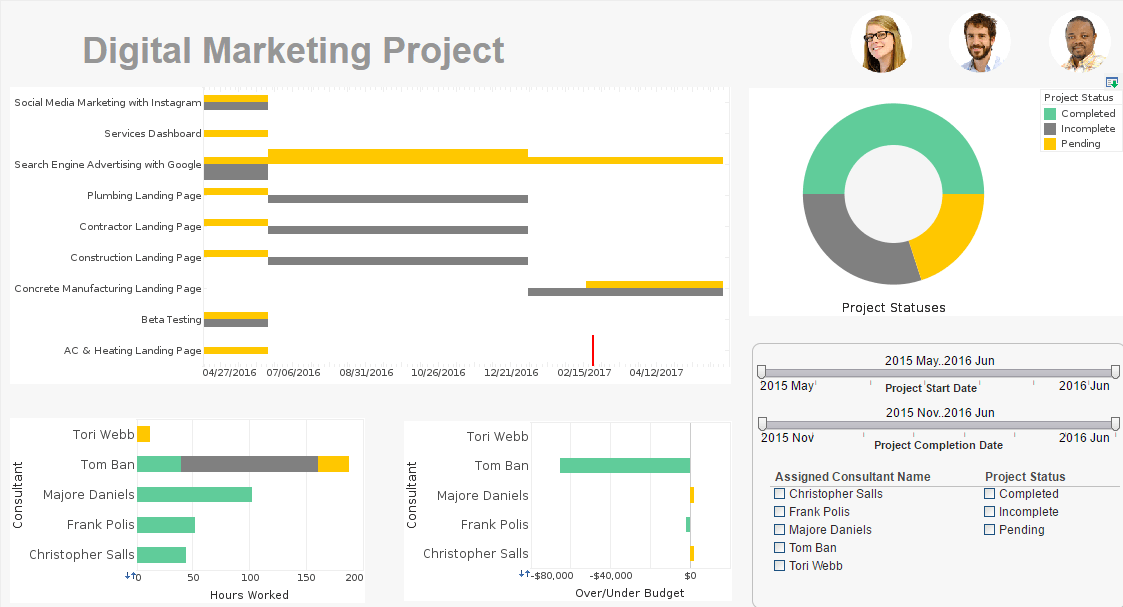 Digital Marketing Project
Social Media Marketing with Instagram
Services Dashboard
Search Engine Advertising with Google
Plumbing Landing Page
Contractor Landing Page
Construction Landing Page
Concrete Manufacturing Landing Page
Beta Testing
AC & Heating Landing Page
04/27/2016 07/06/2016 08/31/2016 10/26/2016 12/21/2016 02/15/2017 04/12/2017
Project Status
Completed
Incomplete
Pending
Project Statuses
Consultant
Tori Webb
Tom Ban
Majore Daniels
Frank Polis
Christopher Salls
0 50 100 150 200
Hours Worked
Consultant
Tori Webb
Tom Ban
Majore Daniels
Frank Polis
Christopher Salls
-$80,000 -$40,000 $0
Over/Under Budget
2015 May..2016 Jun
2015 May Project Start Date 2016 Jun
2015 Nov..2016 Jun
2015 Nov Project Completion Date 2016 Jun
Assigned Consultant Name
Christopher Salls
Frank Polis
Majore Daniels
Tom Ban
Tori Webb
Project Status
Completed
Incomplete
Pending